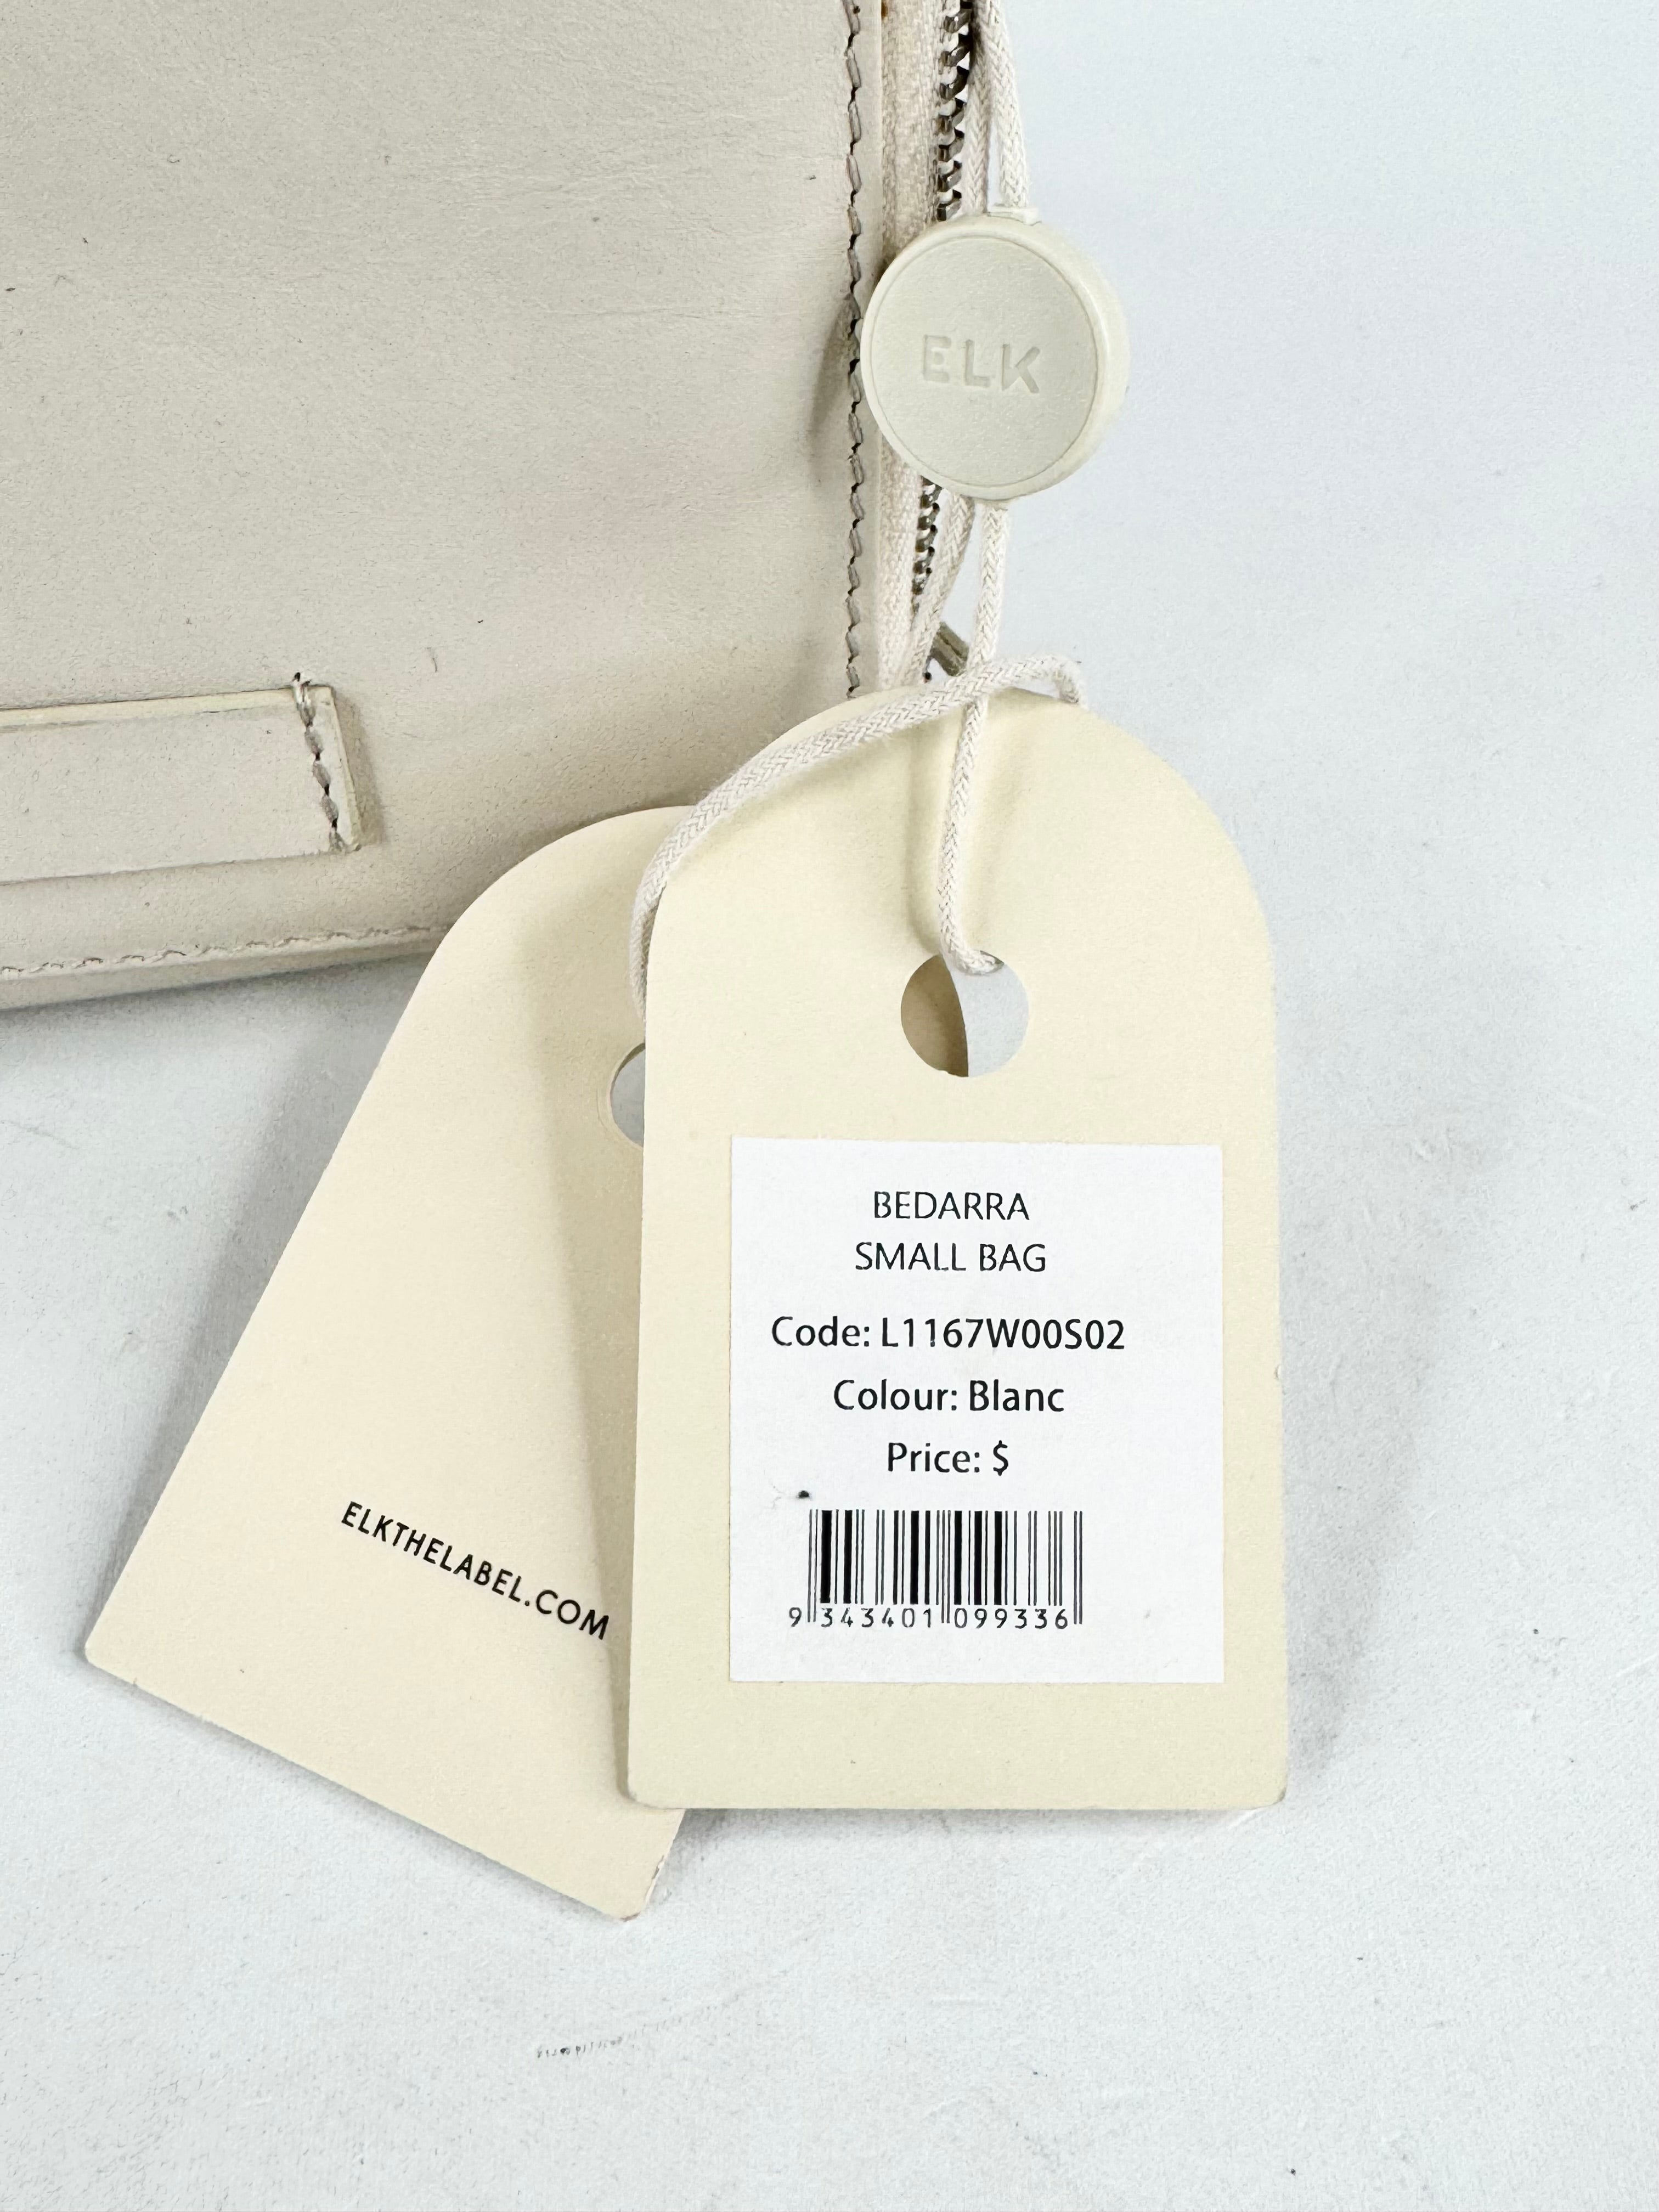 ELK
BEDARRA
SMALL BAG
Code: L1167W00S02
Colour: Blanc
Price: $
9 343401 099336
ELKTHELABEL.COM